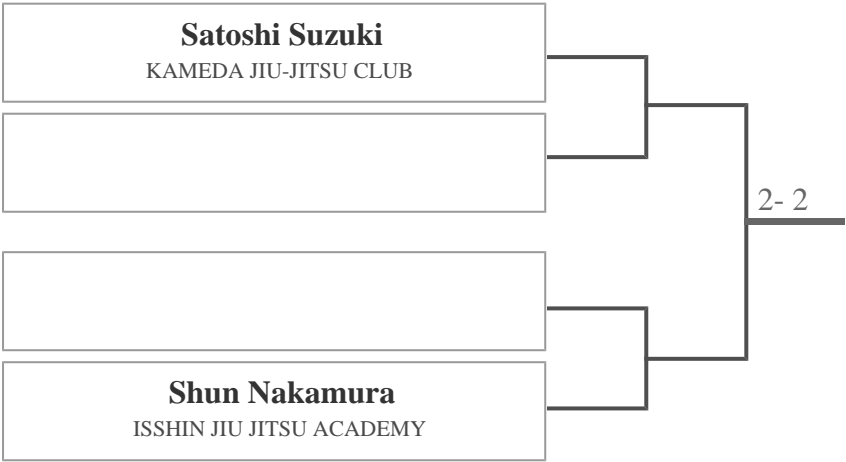 Satoshi Suzuki
KAMEDA JIU-JITSU CLUB
2- 2
Shun Nakamura
ISSHIN JIU JITSU ACADEMY